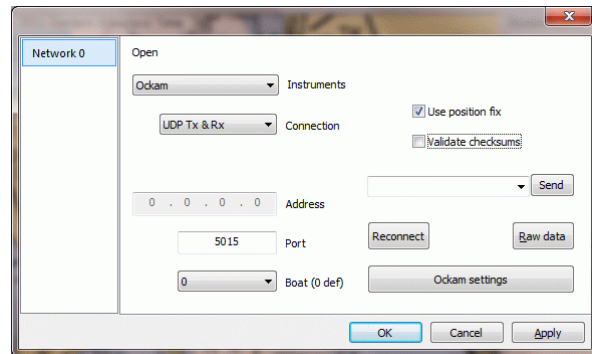 Network 0
Open
Ockam
Instruments
UDP Tx & Rx
Connection
Use position fix
Validate checksums
Send
0 . 0 . 0 . 0
Address
5015
Port
Reconnect
Raw data
0
Boat (0 def)
Ockam settings
OK
Cancel
Apply